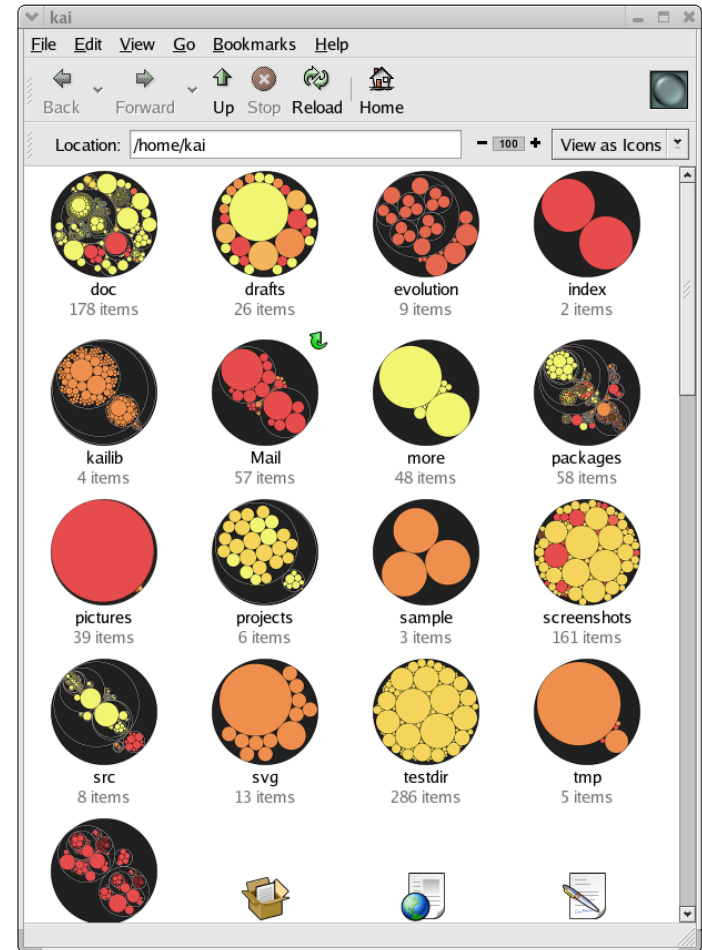 kai
File Edit View Go Bookmarks Help
Back Forward Up Stop Reload Home
Location: /home/kai 100 View as Icons
doc drafts evolution index
178 items 26 items 9 items 2 items
kailib Mail more packages
4 items 57 items 48 items 58 items
pictures projects sample screenshots
39 items 6 items 3 items 161 items
src svg testdir tmp
8 items 13 items 286 items 5 items